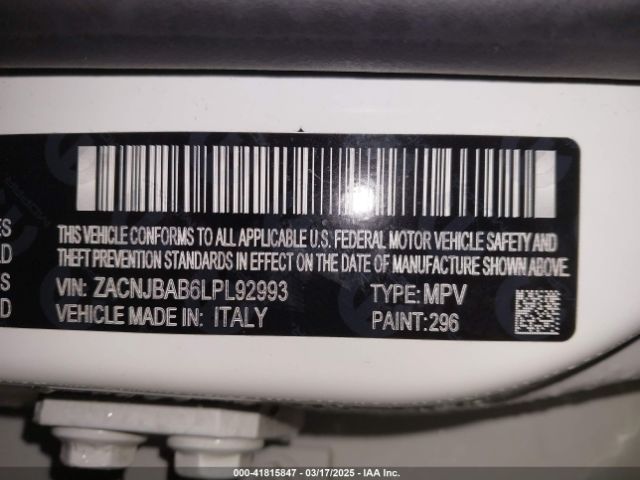 ES
THIS VEHICLE CONFORMS TO ALL APPLICABLE U.S. FEDERAL MOTOR VEHICLE SAFETY AND
LD
THEFT PREVENTION STANDARDS IN EFFECT ON THE DATE OF MANUFACTURE SHOWN ABOVE.
S
VIN: ZACNJBAB6LPL92993 TYPE: MPV
D
VEHICLE MADE IN: ITALY PAINT:296
000-41815847 - 03/17/2025 - IAA Inc.